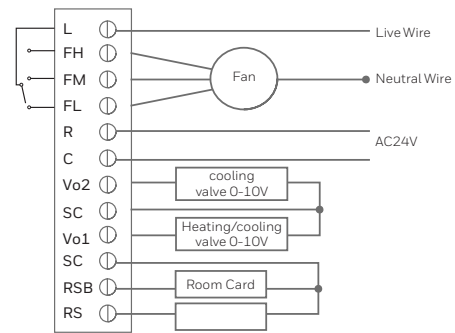 L
Live Wire
FH
FM
Fan
Neutral Wire
FL
R
AC24V
C
Vo2
cooling
valve 0-10V
SC
Vo1
Heating/cooling
valve 0-10V
SC
RSB
Room Card
RS